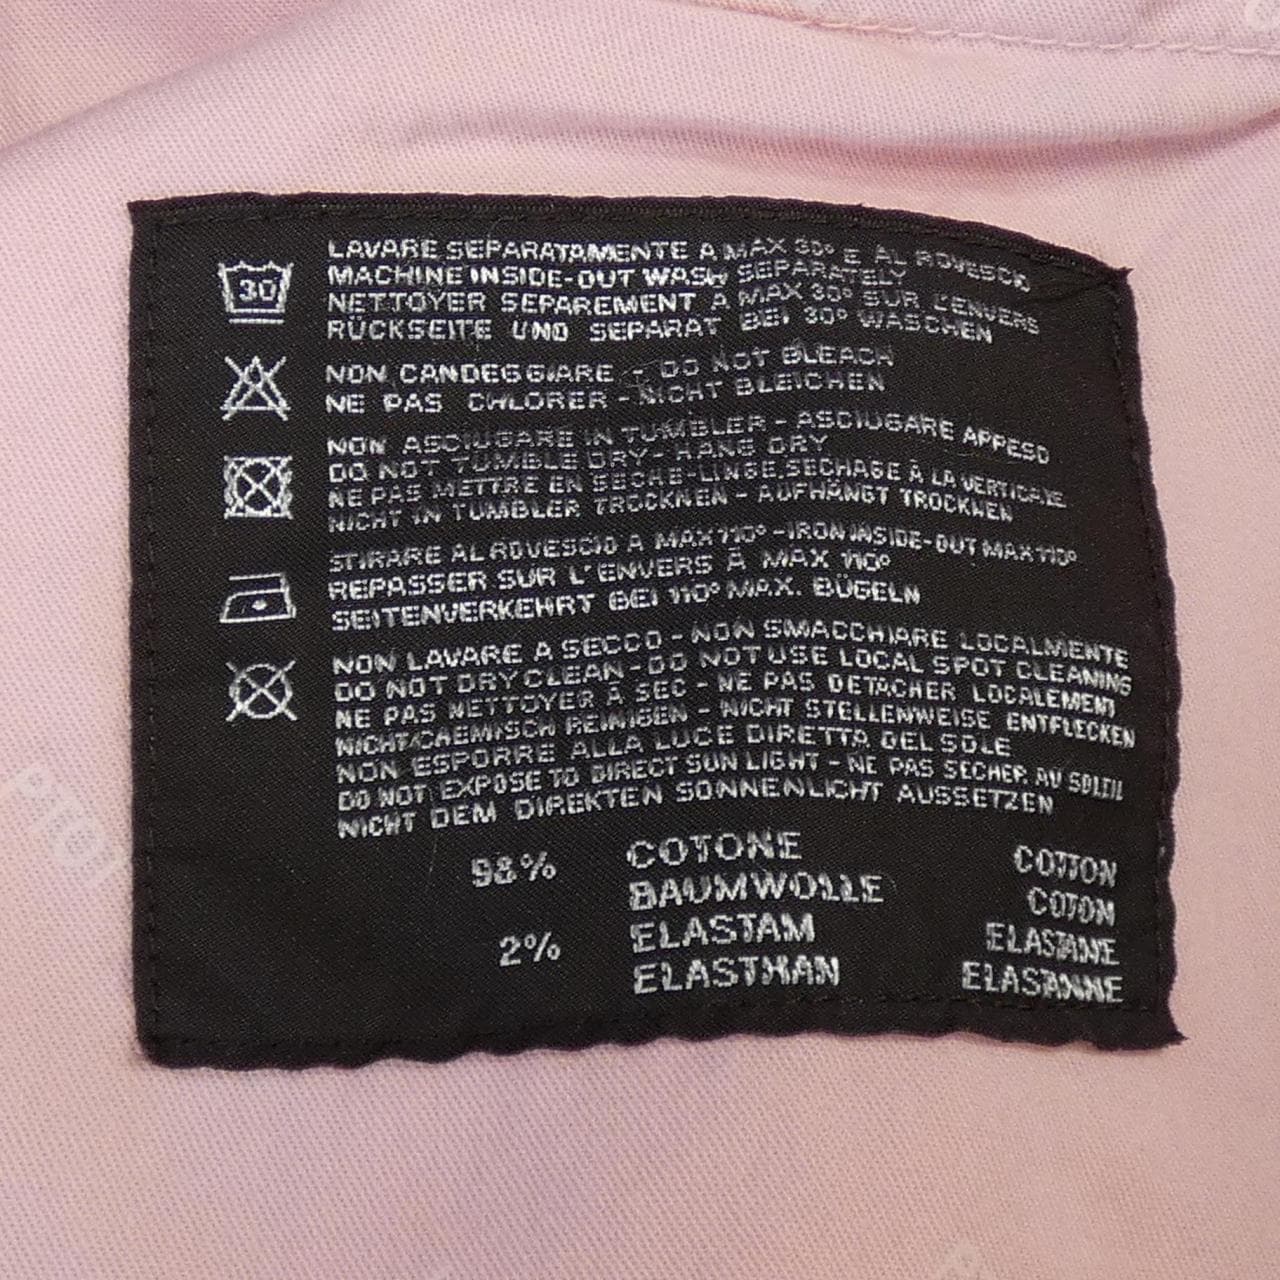 30
LAVARE SEPARATAMENTE A MAX 30° E AL ROVESCIO
MACHINE INSIDE-OUT WASH SEPARATELY
NETTOYER SEPAREMENT A MAX 30° SUR L'ENVERS
RÜCKSEITE UND SEPARAT BEI 30° WASCHEN
NON CANDEGGIARE - DO NOT BLEACH
NE PAS CHLORER - NICHT BLEICHEN
NON ASCIUGARE IN TUMBLER - ASCIUGARE APPESO
DO NOT TUMBLE DRY - HANG DRY
NE PAS METTRE EN SECHE-LINGE, SECHAGE À LA VERTICALE
NICHT IN TUMBLER TROCKNEN - AUFHÄNGT TROCKNEN
STIRARE AL ROVESCIO A MAX 110° - IRON INSIDE-OUT MAX 110°
REPASSER SUR L'ENVERS À MAX 110°
SEITENVERKEHRT BEI 110° MAX. BÜGELN
NON LAVARE A SECCO - NON SMACCHIARE LOCALMENTE
DO NOT DRY CLEAN - DO NOT USE LOCAL SPOT CLEANING
NE PAS NETTOYER À SEC - NE PAS DETACHER LOCALEMENT
NICHT CAEMISCH REINIGEN - NICHT STELLENWEISE ENTFLECKEN
NON ESPORRE ALLA LUCE DIRETTA DEL SOLE
DO NOT EXPOSE TO DIRECT SUN LIGHT - NE PAS SECHER AU SOLEIL
NICHT DEM DIREKTEN SONNENLICHT AUSSETZEN
98% COTONE COTTON
BAUMWOLLE COTON
2% ELASTAM ELASTANE
ELASTHAN ELASTANNE